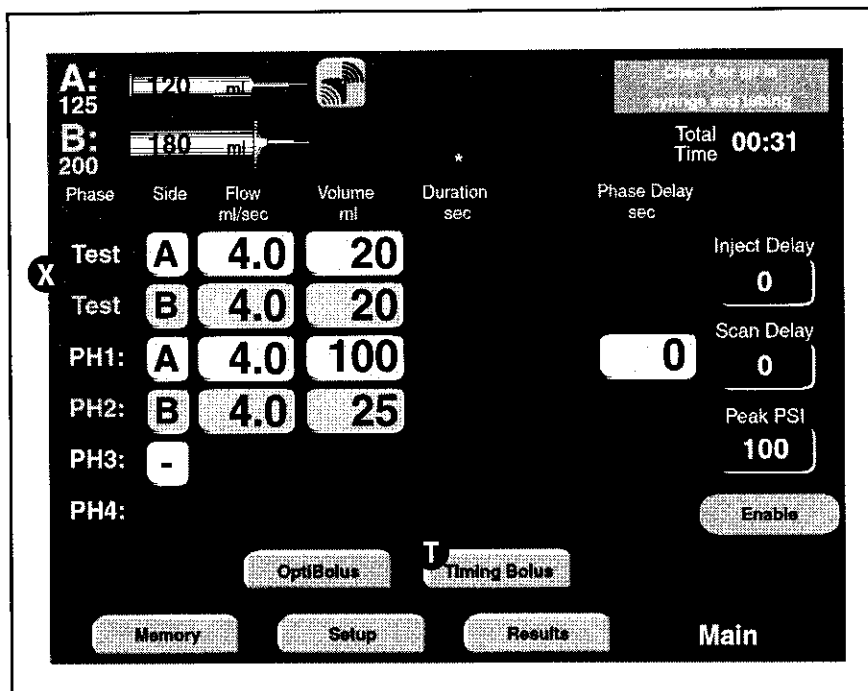 A: 120 ml
125
Check for air in
syringe and tubing
B: 180 ml
200
Total Time 00:31
*
Phase Side Flow ml/sec Volume ml Duration sec Phase Delay sec
Test A 4.0 20
Inject Delay
0
X
Test B 4.0 20
Scan Delay
0
PH1: A 4.0 100 0
PH2: B 4.0 25
Peak PSI
100
PH3: -
PH4:
Enable
OptiBolus
T Timing Bolus
Memory Setup Results Main